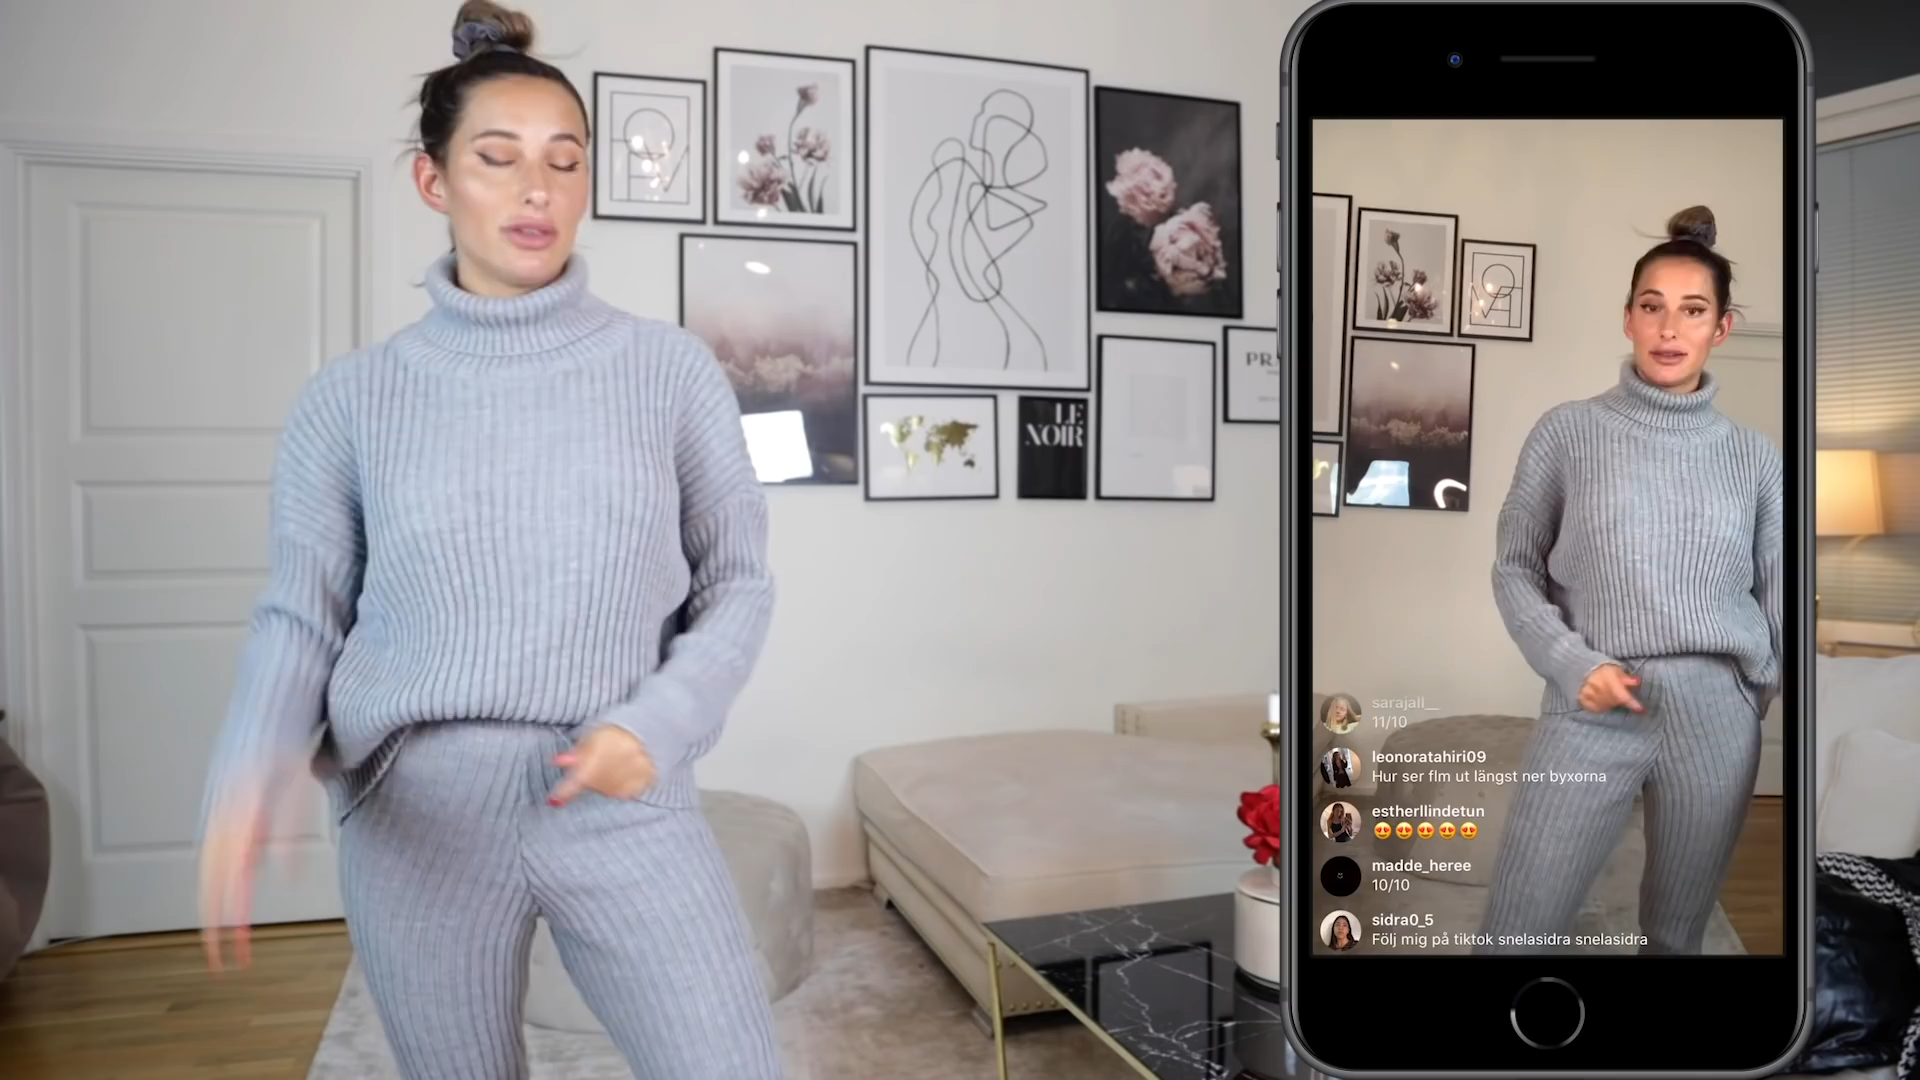 LE
NOIR
PR
sarajall__
11/10
leonoratahiri09
Hur ser flm ut längst ner byxorna
estherllindetun
😍😍😍😍😍
madde_heree
10/10
sidra0_5
Följ mig på tiktok snelasidra snelasidra